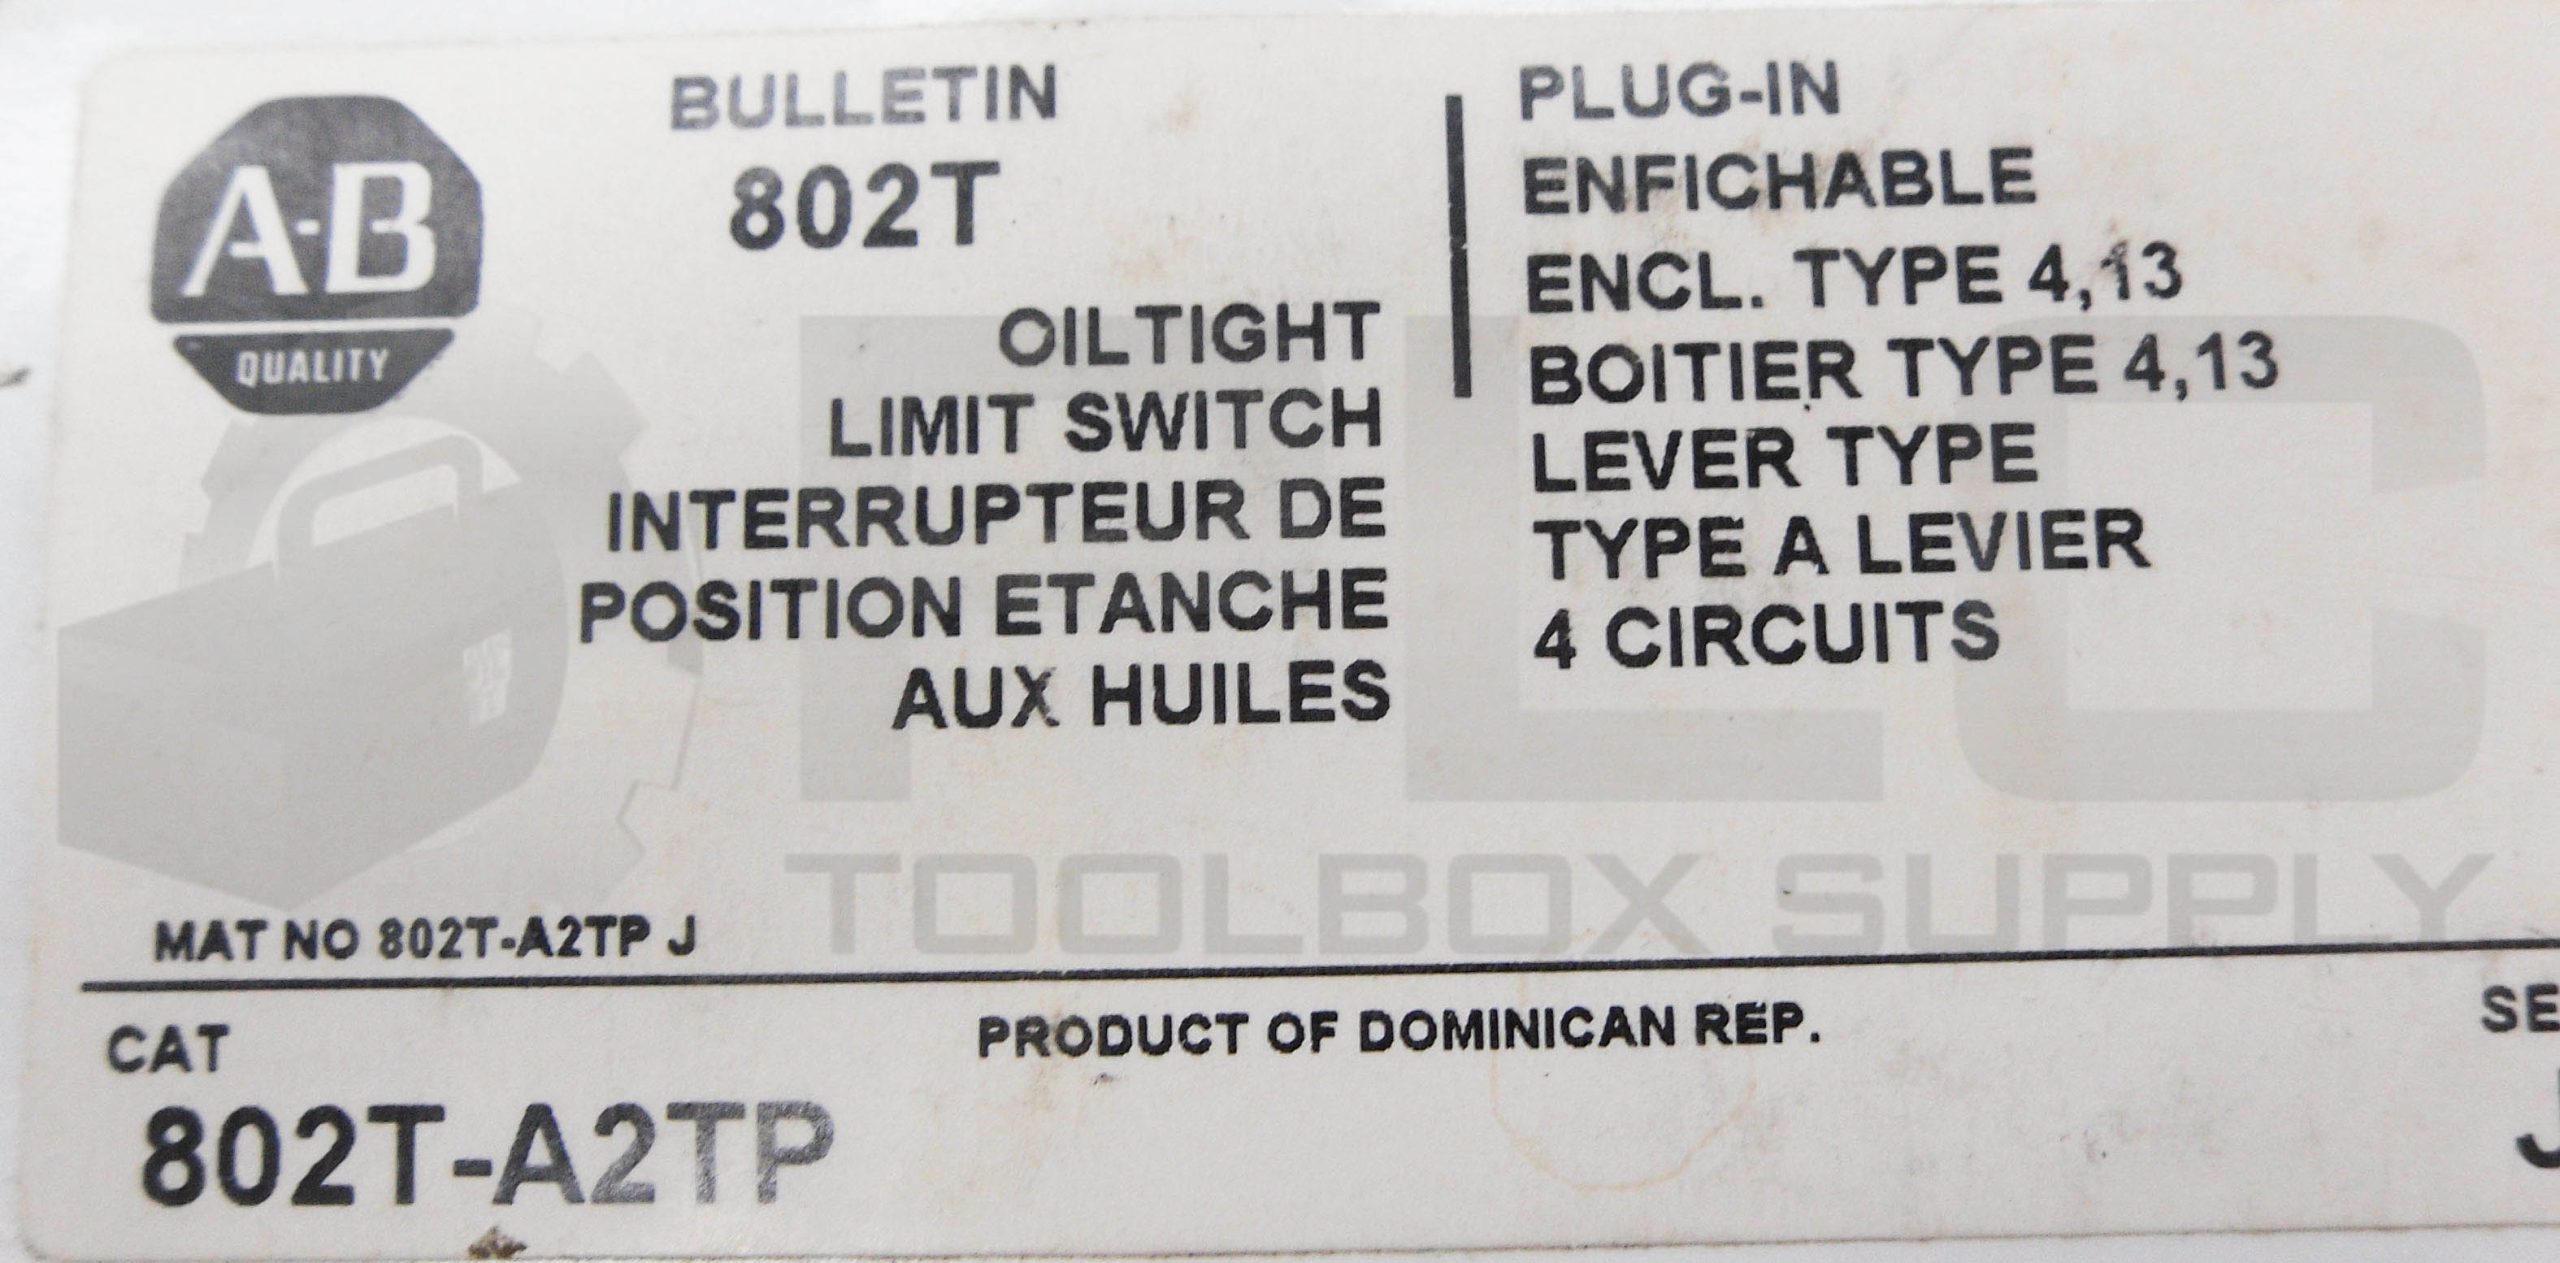 A-B
QUALITY
BULLETIN
802T
OILTIGHT
LIMIT SWITCH
INTERRUPTEUR DE
POSITION ETANCHE
AUX HUILES
PLUG-IN
ENFICHABLE
ENCL. TYPE 4,13
BOITIER TYPE 4,13
LEVER TYPE
TYPE A LEVIER
4 CIRCUITS
PLC
TOOLBOX SUPPLY
MAT NO 802T-A2TP J
CAT
802T-A2TP
PRODUCT OF DOMINICAN REP.
SE
J